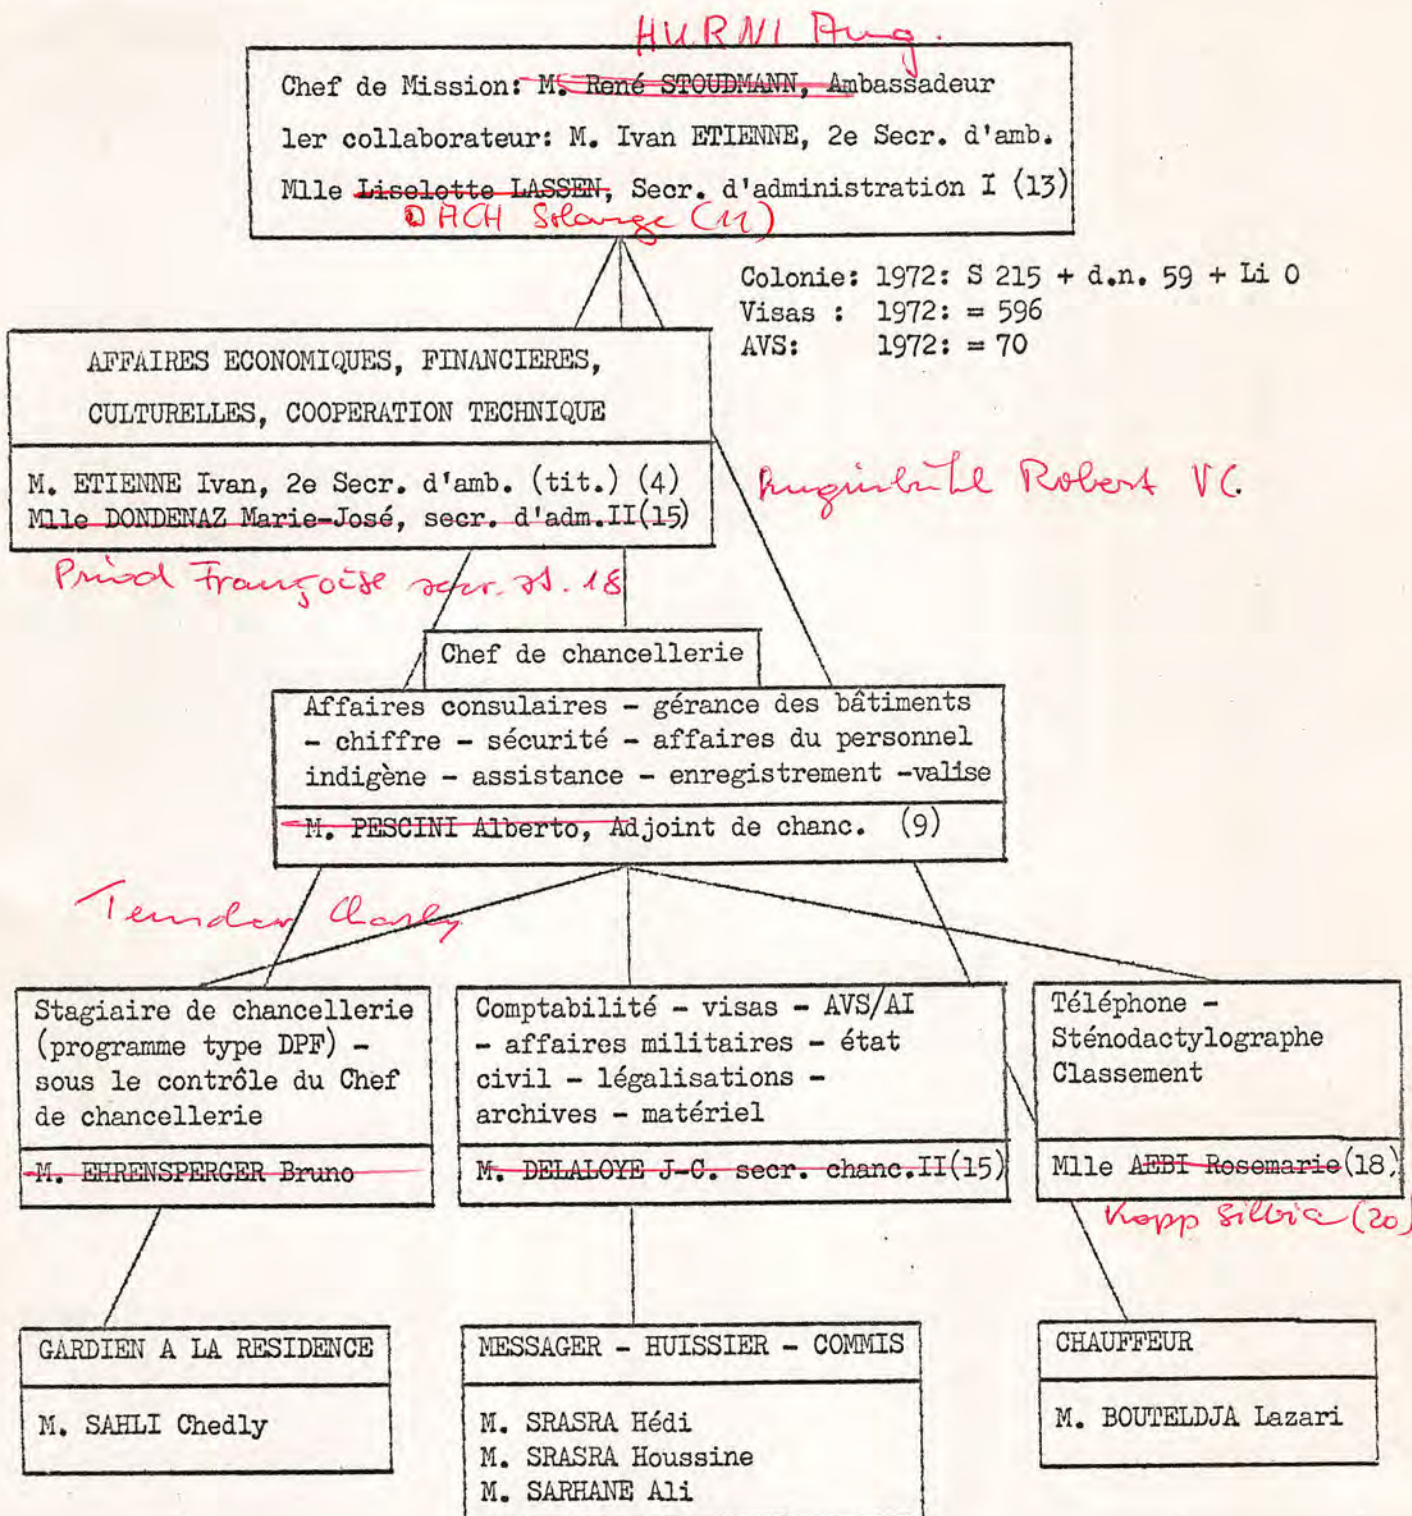 HURNI Aug.
Chef de Mission: M. René STOUDMANN, Ambassadeur
1er collaborateur: M. Ivan ETIENNE, 2e Secr. d'amb.
Mlle Liselotte LASSEN, Secr. d'administration I (13)
DACH Solange (11)
Colonie: 1972: S 215 + d.n. 59 + Li 0
Visas : 1972: = 596
AVS: 1972: = 70
AFFAIRES ECONOMIQUES, FINANCIERES,
CULTURELLES, COOPERATION TECHNIQUE
M. ETIENNE Ivan, 2e Secr. d'amb. (tit.) (4)
Mlle DONDENAZ Marie-José, secr. d'adm.II(15)
Robert VC.
Françoise secr. 18
Chef de chancellerie
Affaires consulaires - gérance des bâtiments
- chiffre - sécurité - affaires du personnel
indigène - assistance - enregistrement -valise
M. PESCINI Alberto, Adjoint de chanc. (9)
Charly
Stagiaire de chancellerie
(programme type DPF) -
sous le contrôle du Chef
de chancellerie
M. EHRENSPERGER Bruno
Comptabilité - visas - AVS/AI
- affaires militaires - état
civil - légalisations -
archives - matériel
M. DELALOYE J-C. secr. chanc.II(15)
Téléphone -
Sténodactylographe
Classement
Mlle AEBI Rosemarie(18)
Kopp Silvia (20)
GARDIEN A LA RESIDENCE
M. SAHLI Chedly
MESSAGER - HUISSIER - COMMIS
M. SRASRA Hédi
M. SRASRA Houssine
M. SARHANE Ali
CHAUFFEUR
M. BOUTELDJA Lazari